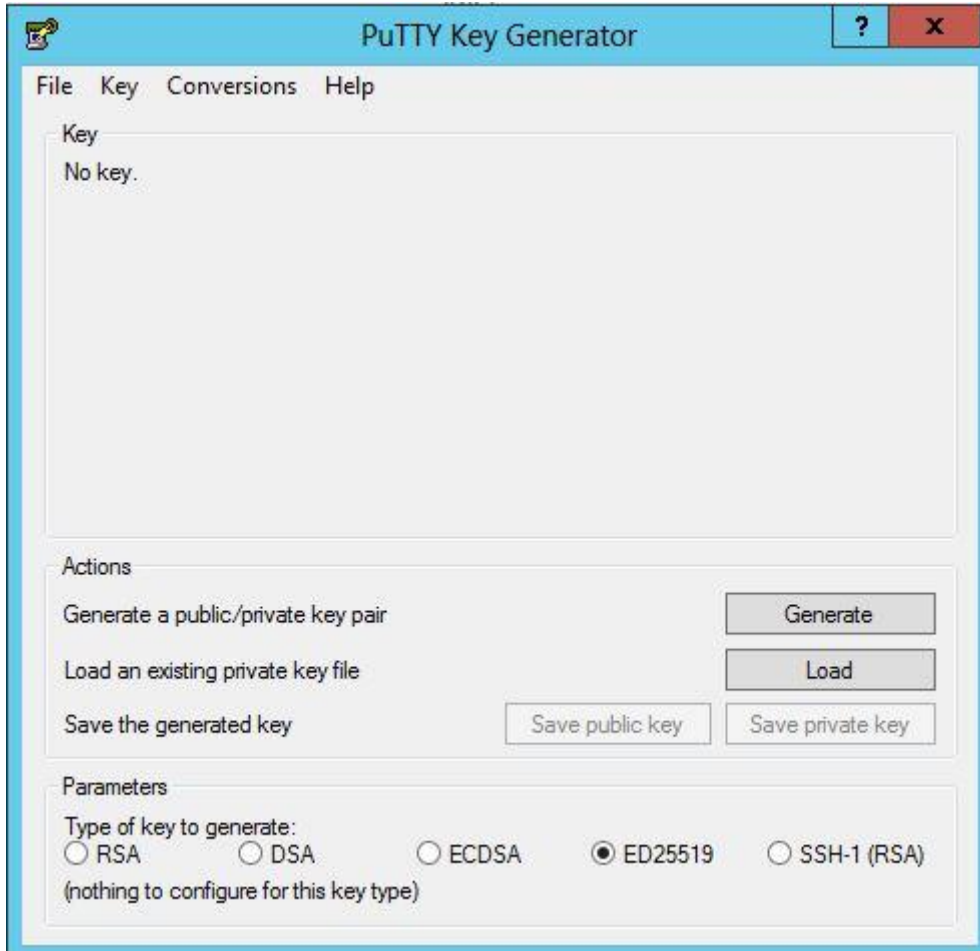 PuTTY Key Generator
?
x
File Key Conversions Help
Key
No key.
Actions
Generate a public/private key pair
Generate
Load an existing private key file
Load
Save the generated key
Save public key
Save private key
Parameters
Type of key to generate:
RSA DSA ECDSA ED25519 SSH-1 (RSA)
(nothing to configure for this key type)